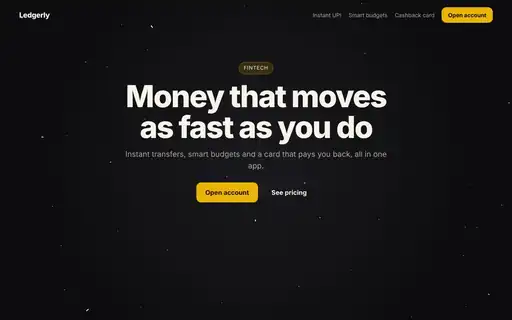 Ledgerly
Instant UPI
Smart budgets
Cashback card
Open account
FINTECH
Money that moves
as fast as you do
Instant transfers, smart budgets and a card that pays you back, all in one
app.
Open account
See pricing